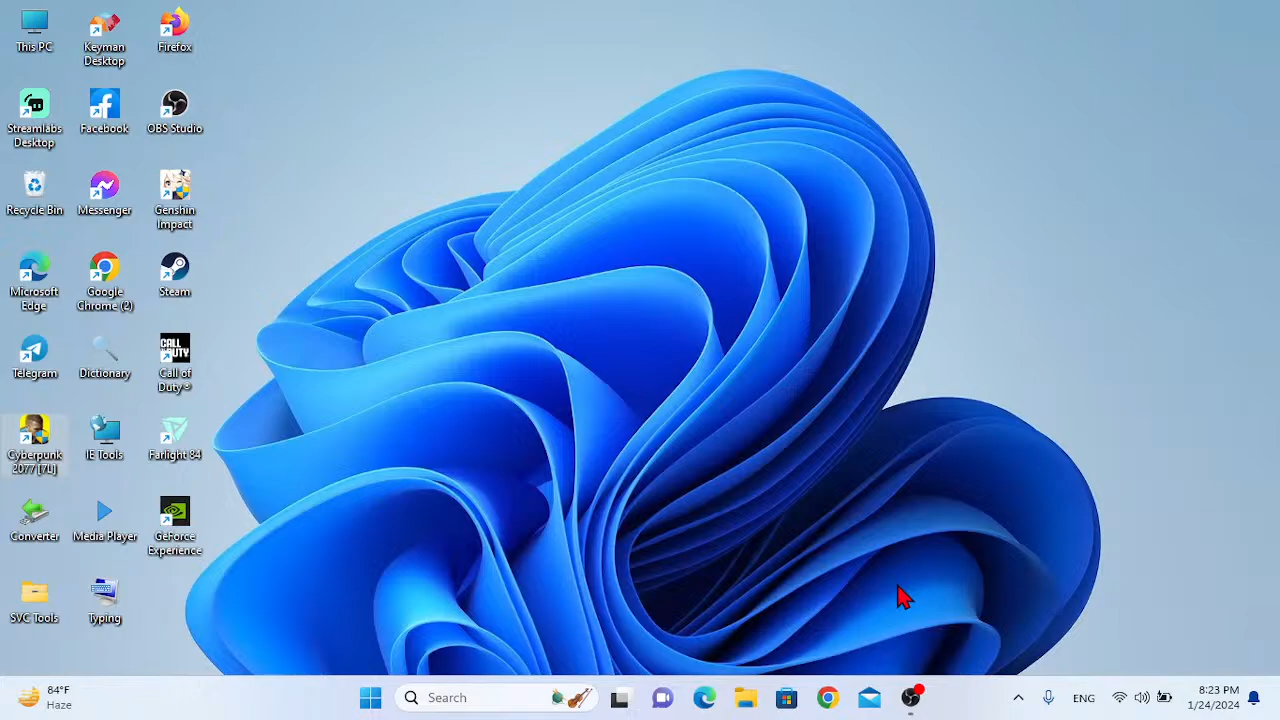 This PC
Keyman
Desktop
Firefox
Streamlabs
Desktop
Facebook
OBS Studio
Recycle Bin
Messenger
Genshin
Impact
Microsoft
Edge
Google
Chrome (2)
Steam
Telegram
Dictionary
CALL
DUTY
Call of
Duty®
Cyberpunk
2077 [7U]
IE Tools
Farlight 84
Converter
Media Player
GeForce
Experience
SVC Tools
Typing
84°F
Haze
Search
ENG
8:23 PM
1/24/2024